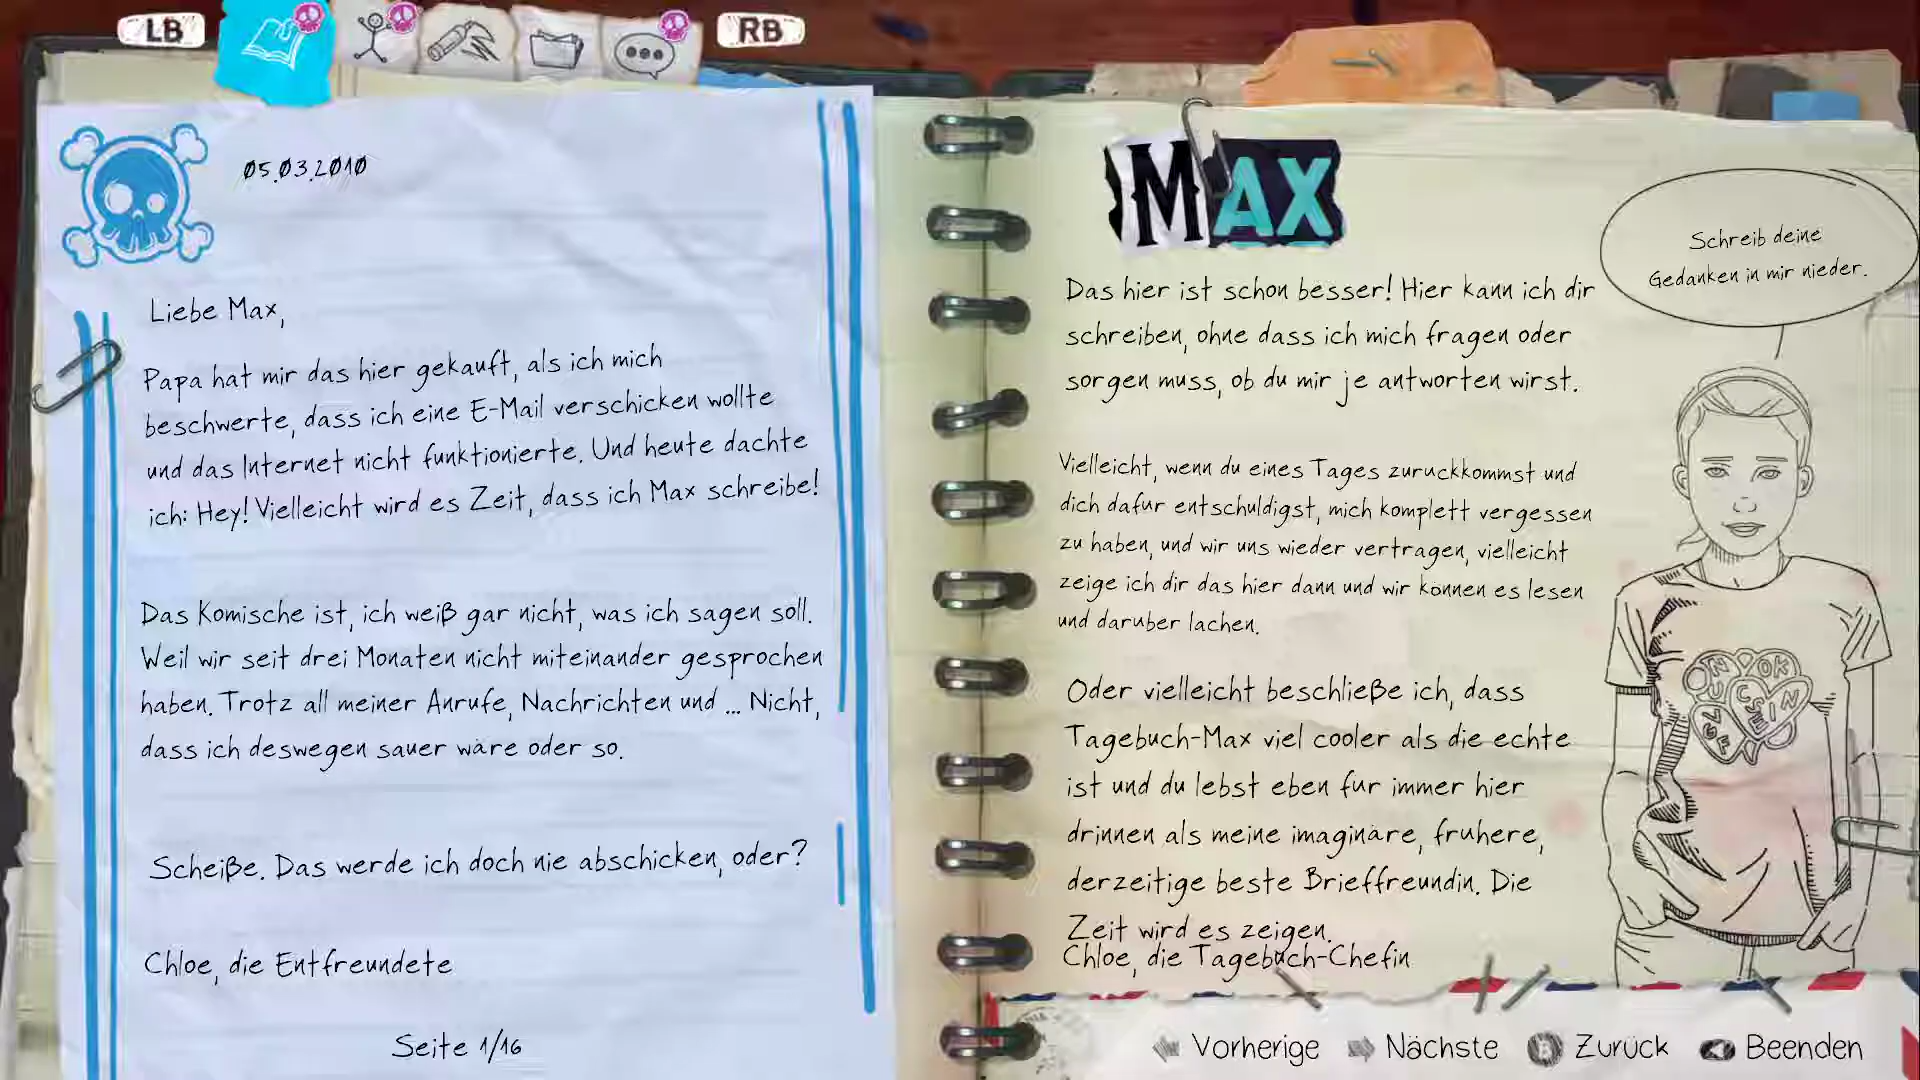 LB
RB
05.03.2010
Liebe Max,
Papa hat mir das hier gekauft, als ich mich
beschwerte, dass ich eine E-Mail verschicken wollte
und das Internet nicht funktionierte. Und heute dachte
ich: Hey! Vielleicht wird es Zeit, dass ich Max schreibe!
Das Komische ist, ich weiß gar nicht, was ich sagen soll.
Weil wir seit drei Monaten nicht miteinander gesprochen
haben. Trotz all meiner Anrufe, Nachrichten und ... Nicht,
dass ich deswegen sauer wäre oder so.
Scheiße. Das werde ich doch nie abschicken, oder?
Chloe, die Entfreundete
Seite 1/16
MAX
Das hier ist schon besser! Hier kann ich dir
schreiben, ohne dass ich mich fragen oder
sorgen muss, ob du mir je antworten wirst.
Vielleicht, wenn du eines Tages zuruckkommst und
dich dafur entschuldigst, mich komplett vergessen
zu haben, und wir uns wieder vertragen, vielleicht
zeige ich dir das hier dann und wir können es lesen
und daruber lachen.
Oder vielleicht beschließe ich, dass
Tagebuch-Max viel cooler als die echte
ist und du lebst eben fur immer hier
drinnen als meine imaginäre, fruhere,
derzeitige beste Brieffreundin. Die
Zeit wird es zeigen.
Chloe, die Tagebuch-Chefin
Schreib deine
Gedanken in mir nieder.
Vorherige
Nächste
Zurück
Beenden